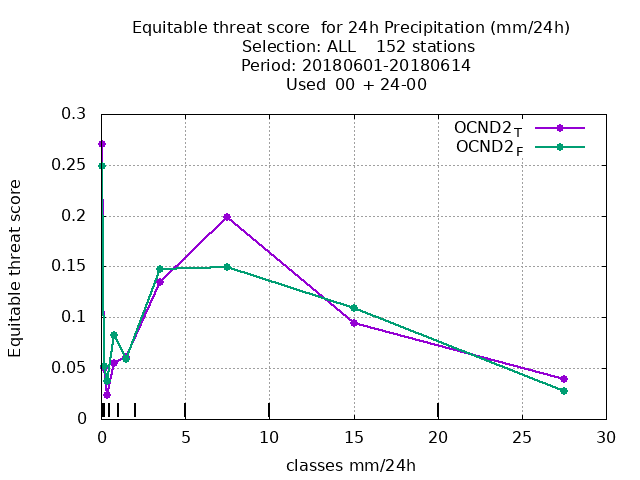 Equitable threat score for 24h Precipitation (mm/24h)
Selection: ALL 152 stations
Period: 20180601-20180614
Used 00 + 24-00
OCND2T
OCND2F
Equitable threat score
0.3
0.25
0.2
0.15
0.1
0.05
0
0 5 10 15 20 25 30
classes mm/24h